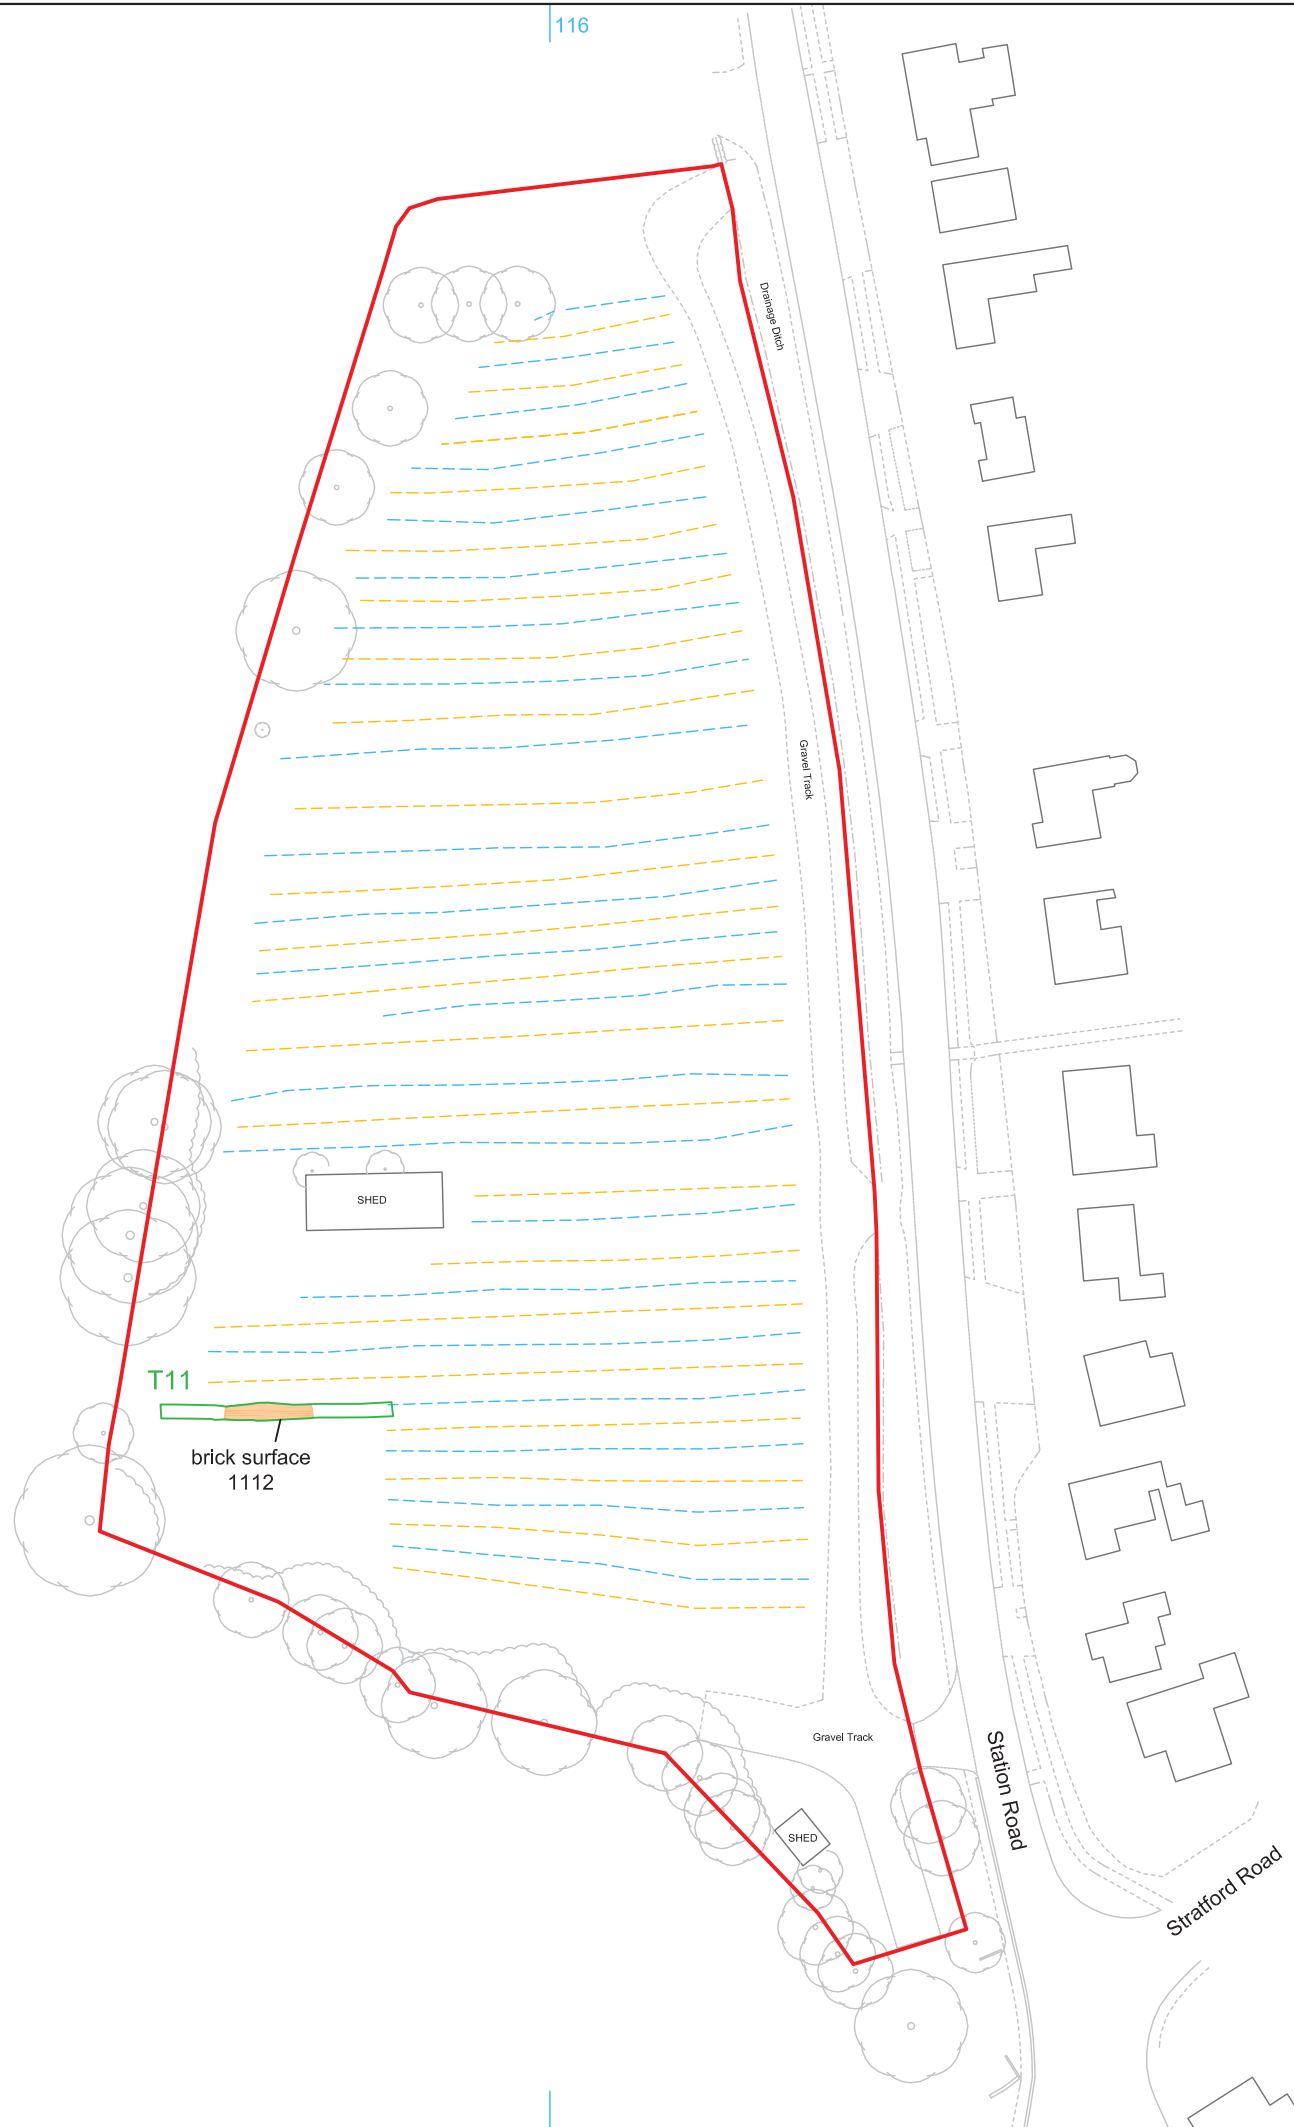 116
Drainage Ditch
Gravel Track
SHED
T11
brick surface
1112
Gravel Track
Station Road
SHED
Stratford Road